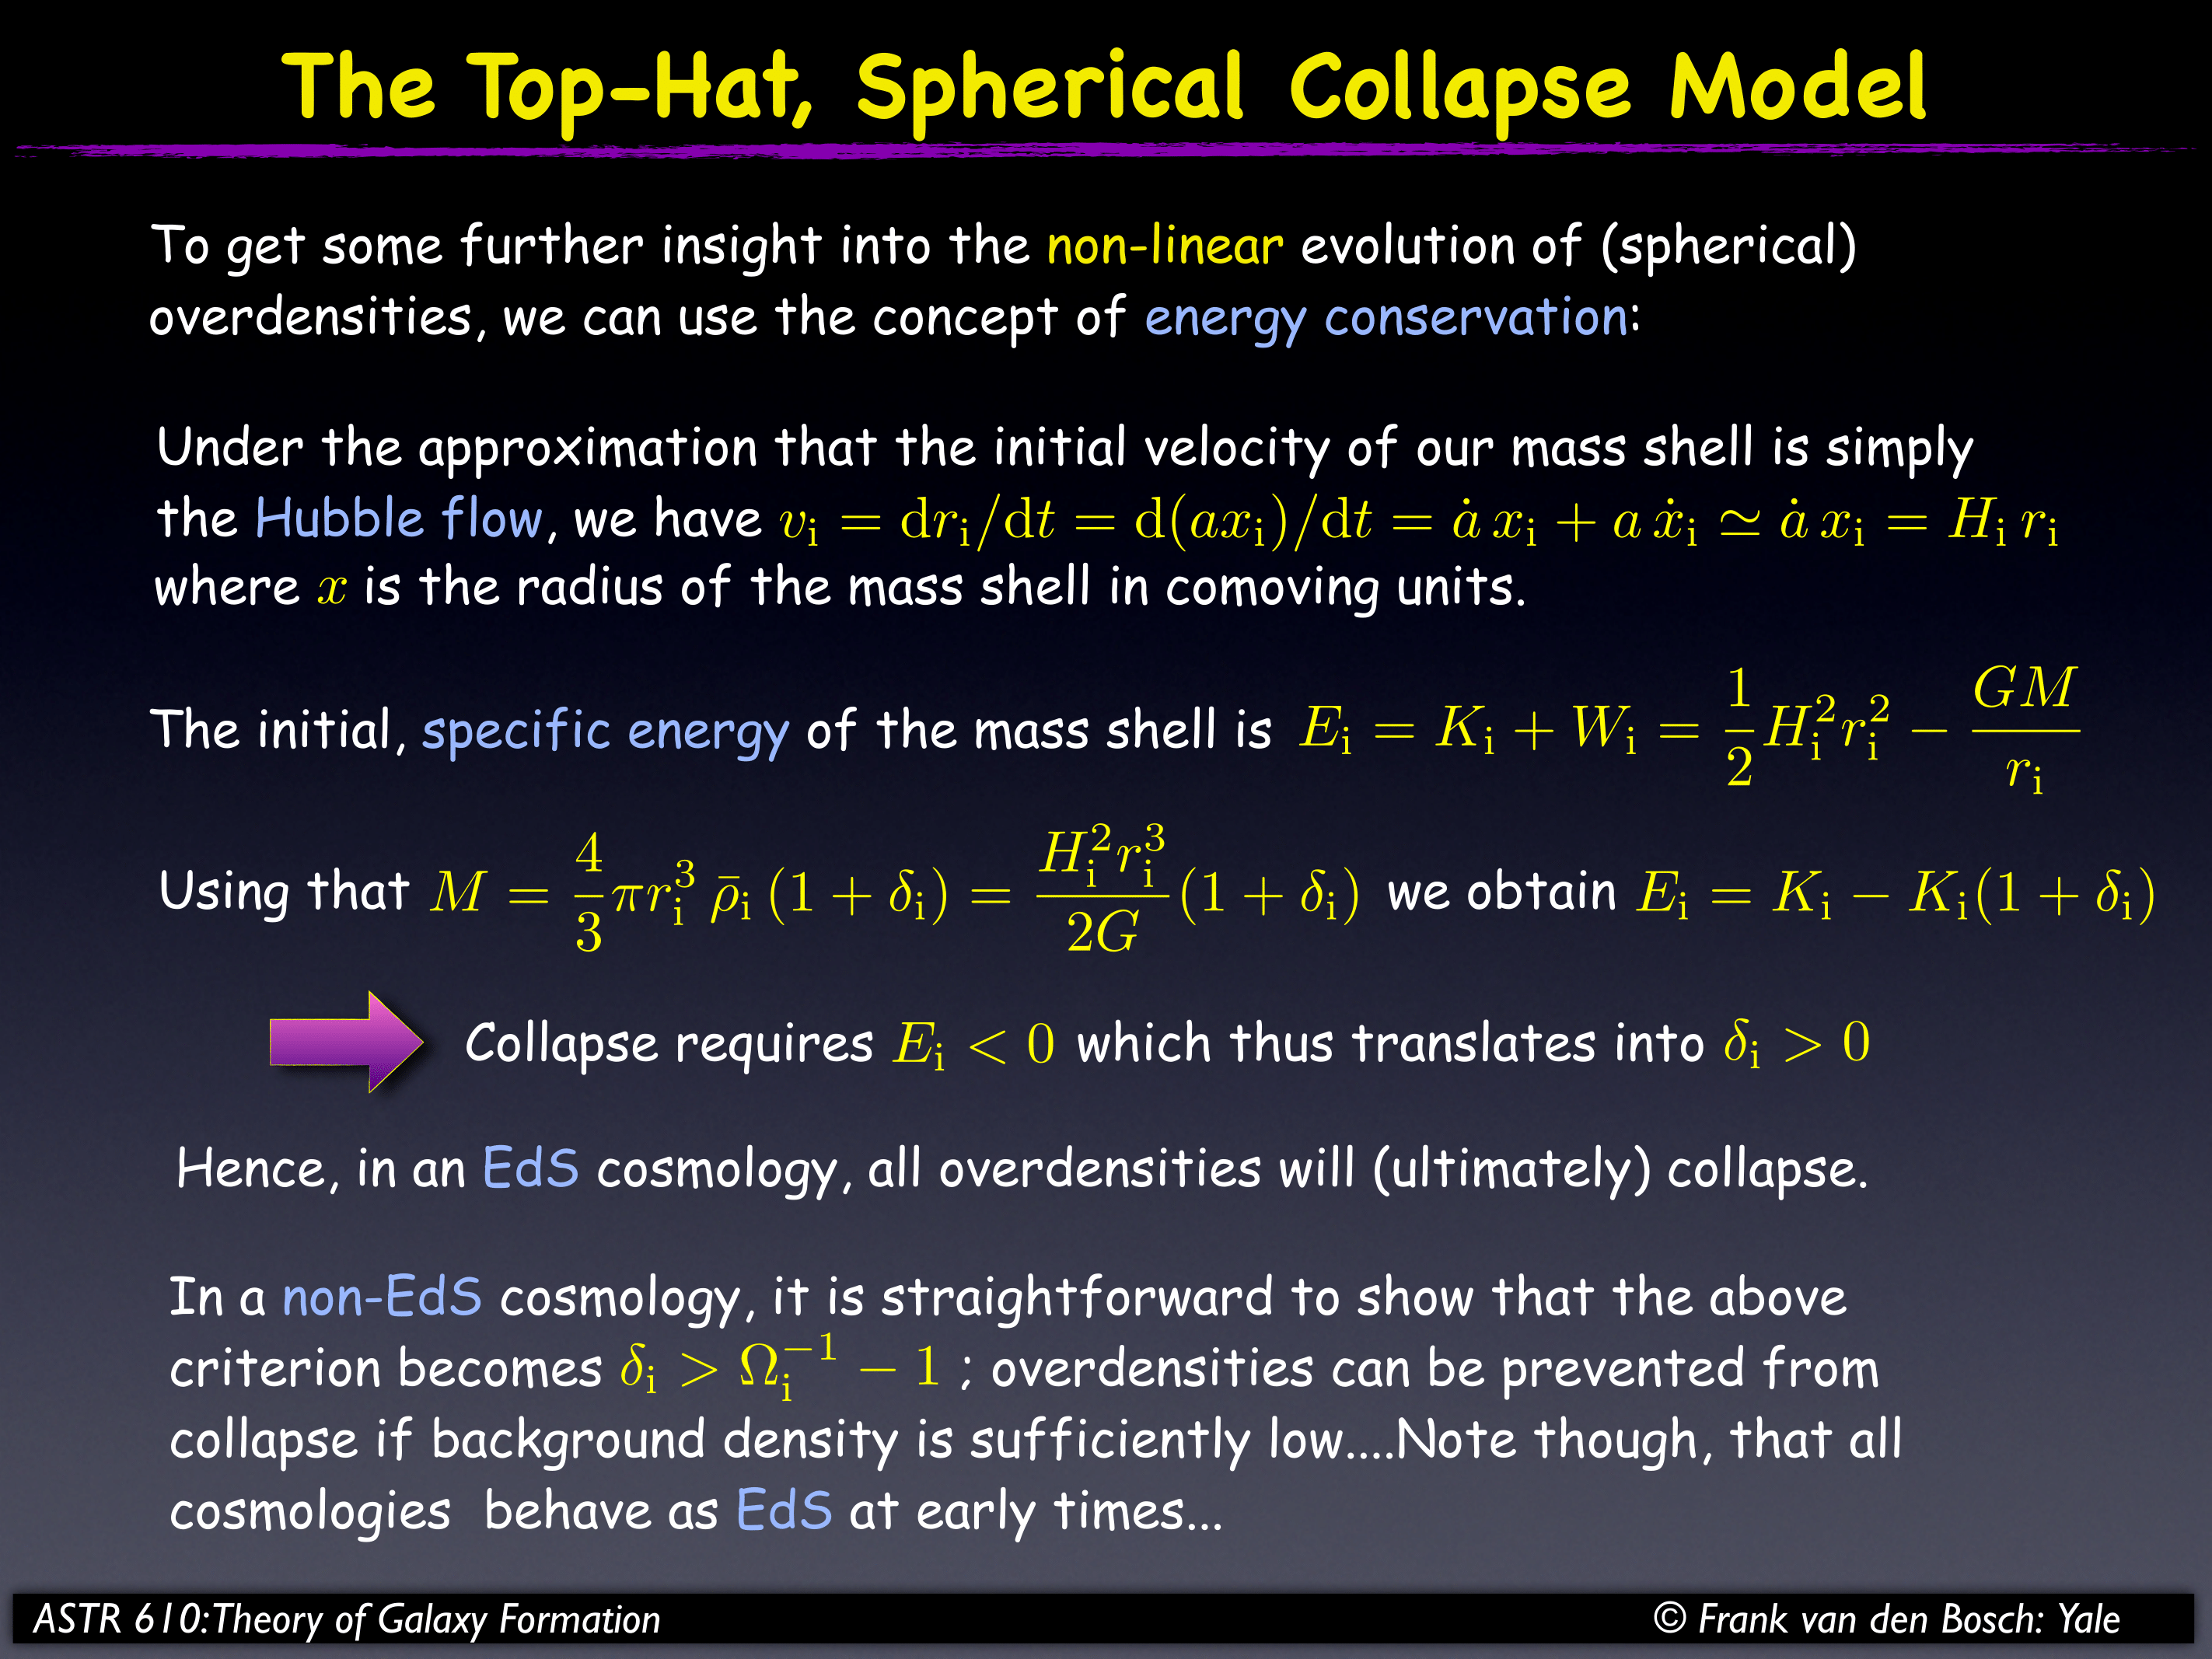 The Top-Hat, Spherical Collapse Model
To get some further insight into the non-linear evolution of (spherical)
overdensities, we can use the concept of energy conservation:
Under the approximation that the initial velocity of our mass shell is simply
the Hubble flow, we have $v_{\rm i} = {\rm d}r_{\rm i}/{\rm d}t = {\rm d}(ax_{\rm i})/{\rm d}t = \dot{a}\,x_{\rm i} + a\,\dot{x}_{\rm i} \simeq \dot{a}\,x_{\rm i} = H_{\rm i}\,r_{\rm i}$
where $x$ is the radius of the mass shell in comoving units.
The initial, specific energy of the mass shell is $E_{\rm i} = K_{\rm i} + W_{\rm i} = \frac{1}{2}H_{\rm i}^2 r_{\rm i}^2 - \frac{GM}{r_{\rm i}}$
Using that $M = \frac{4}{3}\pi r_{\rm i}^3\,\bar{\rho}_{\rm i}\,(1+\delta_{\rm i}) = \frac{H_{\rm i}^2 r_{\rm i}^3}{2G}(1+\delta_{\rm i})$ we obtain $E_{\rm i} = K_{\rm i} - K_{\rm i}(1+\delta_{\rm i})$
Collapse requires $E_{\rm i} < 0$ which thus translates into $\delta_{\rm i} > 0$
Hence, in an EdS cosmology, all overdensities will (ultimately) collapse.
In a non-EdS cosmology, it is straightforward to show that the above
criterion becomes $\delta_{\rm i} > \Omega_{\rm i}^{-1} - 1$ ; overdensities can be prevented from
collapse if background density is sufficiently low....Note though, that all
cosmologies behave as EdS at early times...
ASTR 610:Theory of Galaxy Formation
© Frank van den Bosch: Yale